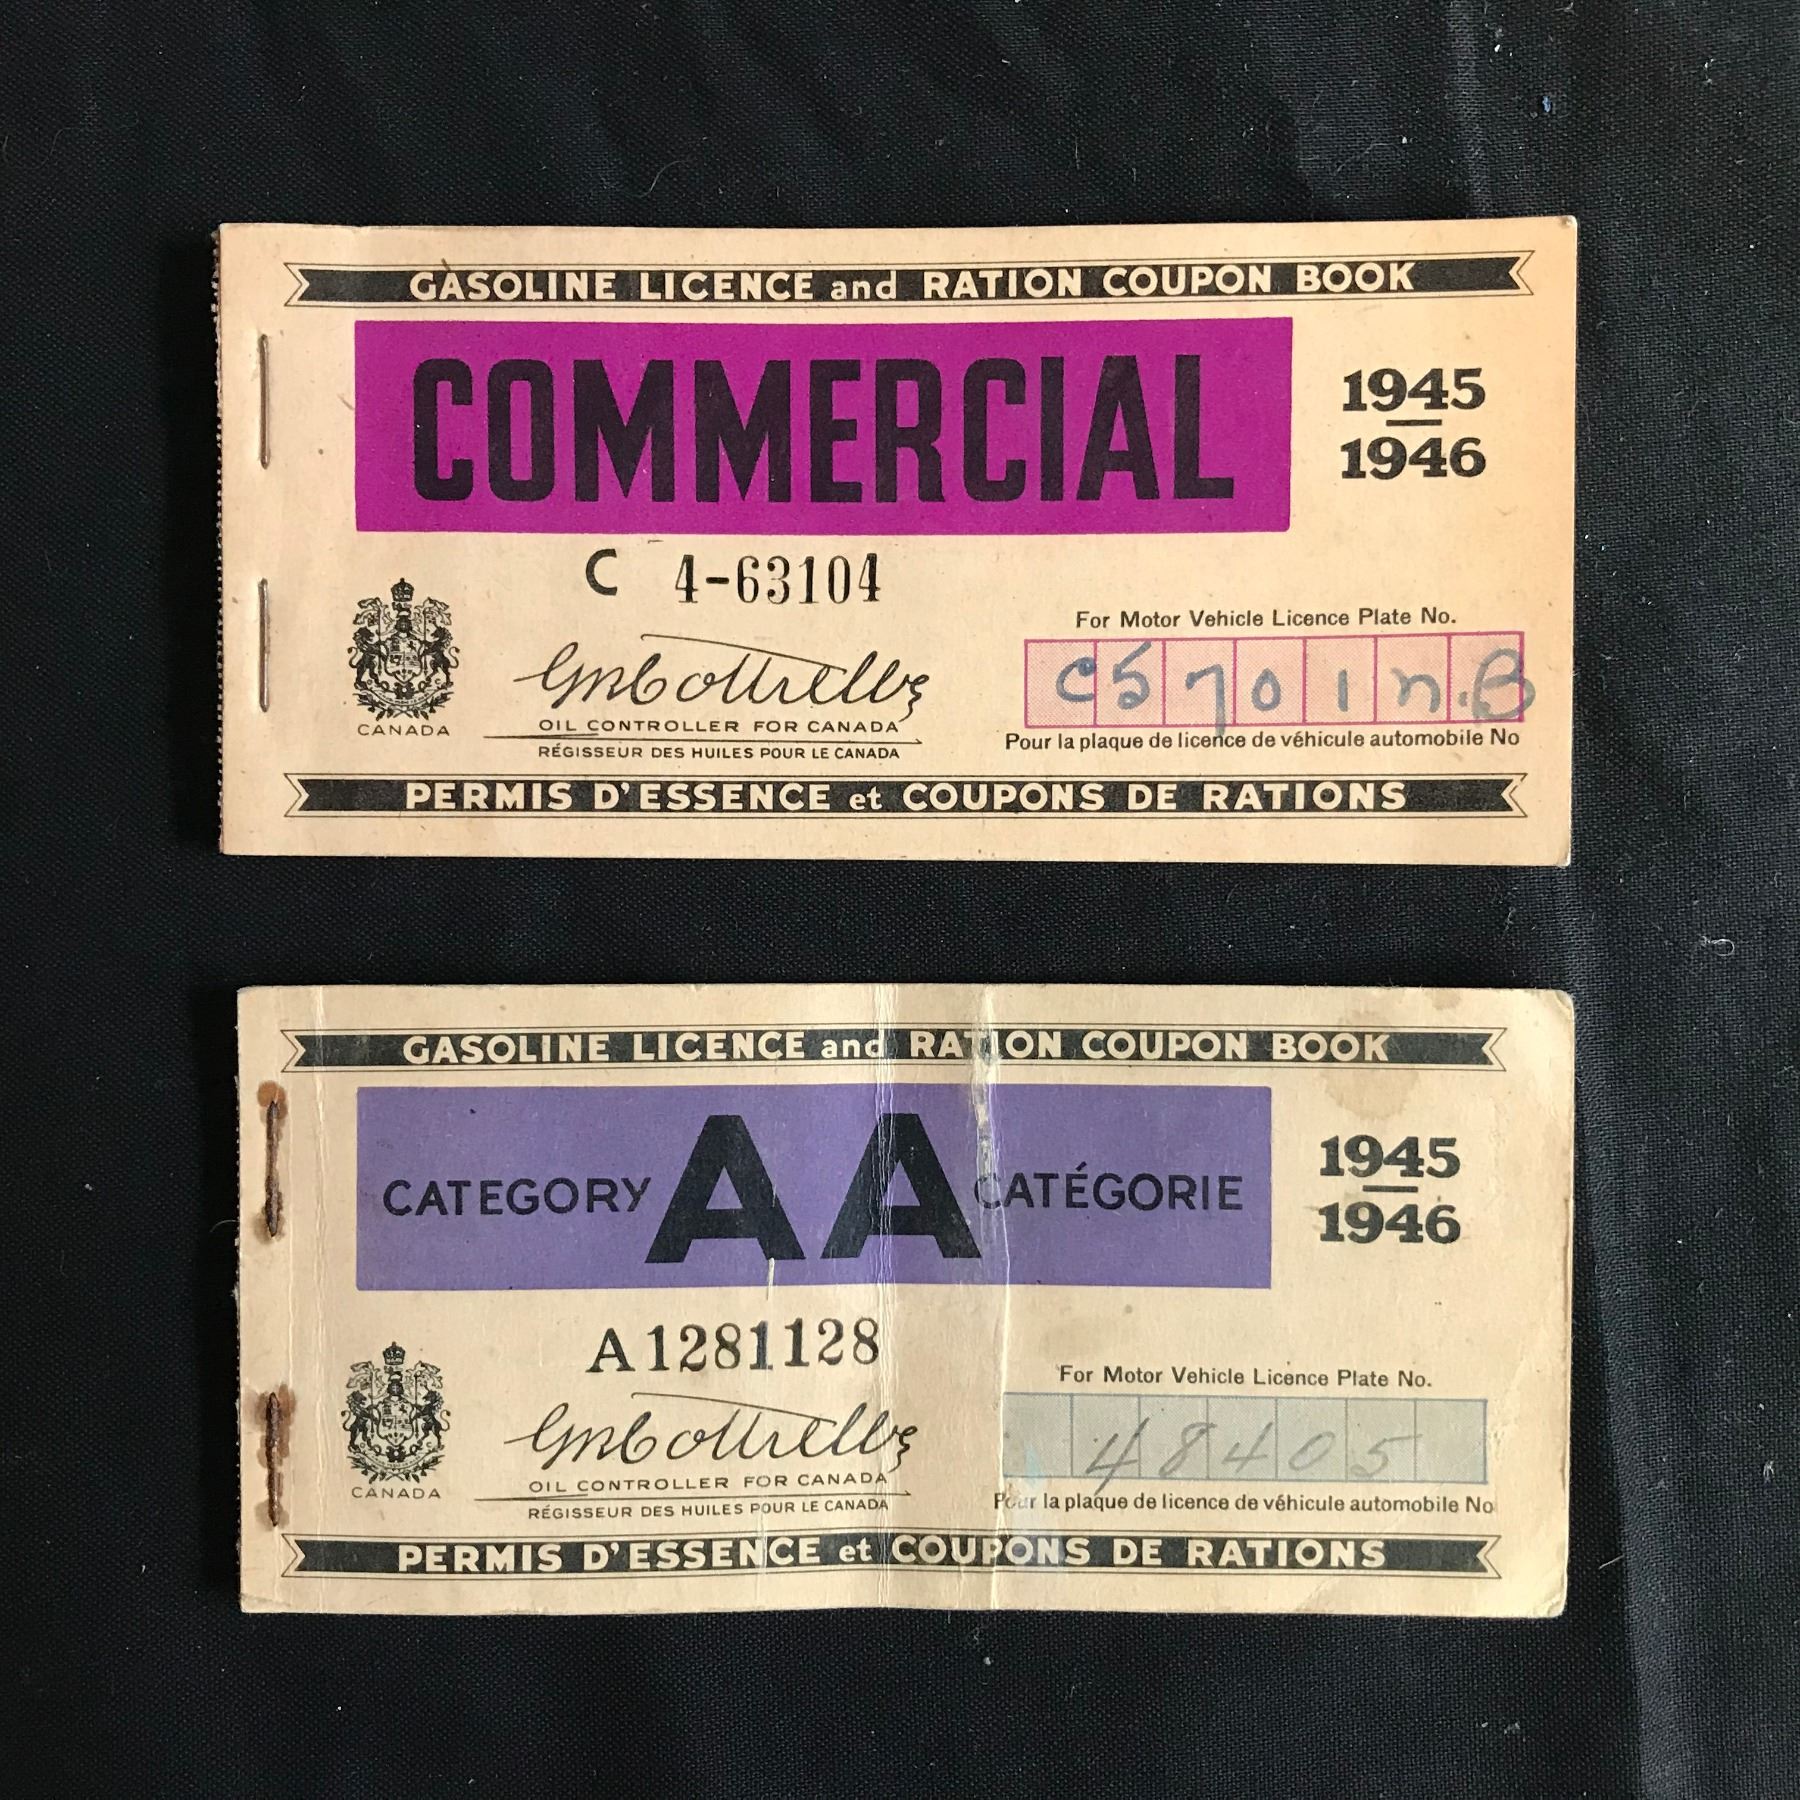 GASOLINE LICENCE and RATION COUPON BOOK
COMMERCIAL
1945
1946
C 4-63104
For Motor Vehicle Licence Plate No.
C5701n.B
CANADA
GMCottrelle
OIL CONTROLLER FOR CANADA
RÉGISSEUR DES HUILES POUR LE CANADA
Pour la plaque de licence de véhicule automobile No
PERMIS D'ESSENCE et COUPONS DE RATIONS
GASOLINE LICENCE and RATION COUPON BOOK
CATEGORY AA CATÉGORIE
1945
1946
A1281128
For Motor Vehicle Licence Plate No.
48405
CANADA
GMCottrelle
OIL CONTROLLER FOR CANADA
RÉGISSEUR DES HUILES POUR LE CANADA
Pour la plaque de licence de véhicule automobile No
PERMIS D'ESSENCE et COUPONS DE RATIONS